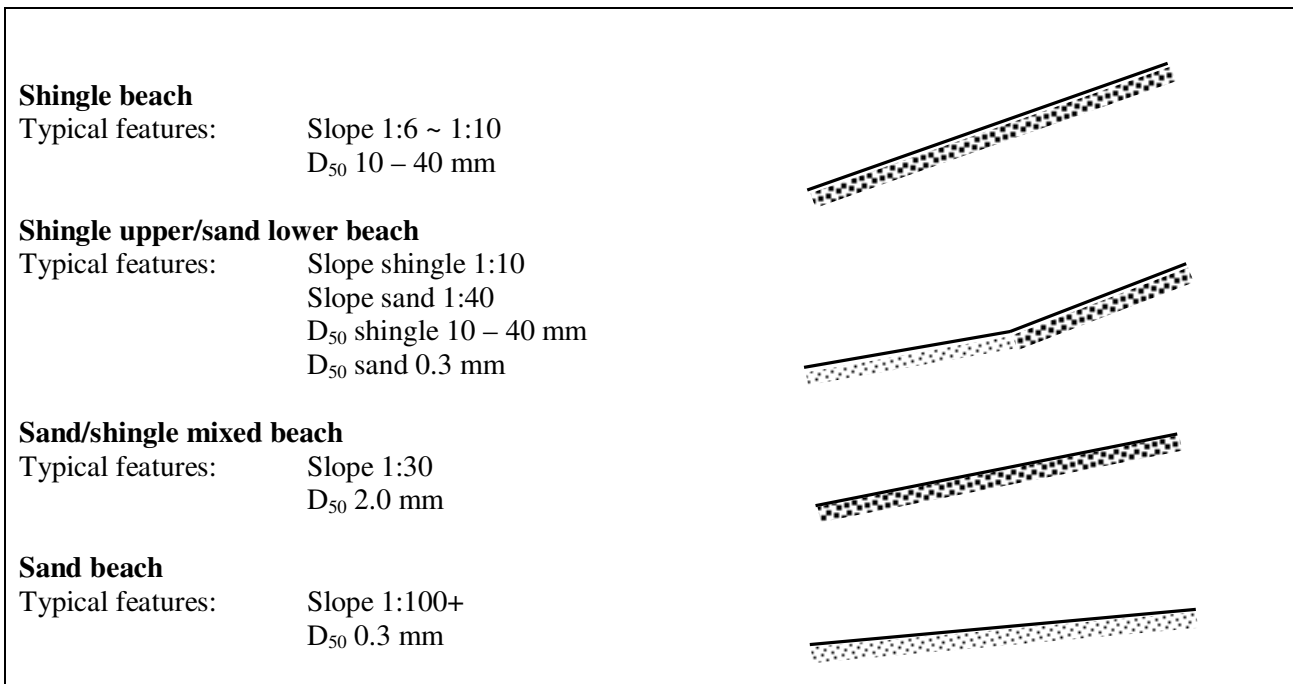 Shingle beach
Typical features: Slope 1:6 ~ 1:10
D₅₀ 10 – 40 mm
Shingle upper/sand lower beach
Typical features: Slope shingle 1:10
Slope sand 1:40
D₅₀ shingle 10 – 40 mm
D₅₀ sand 0.3 mm
Sand/shingle mixed beach
Typical features: Slope 1:30
D₅₀ 2.0 mm
Sand beach
Typical features: Slope 1:100+
D₅₀ 0.3 mm